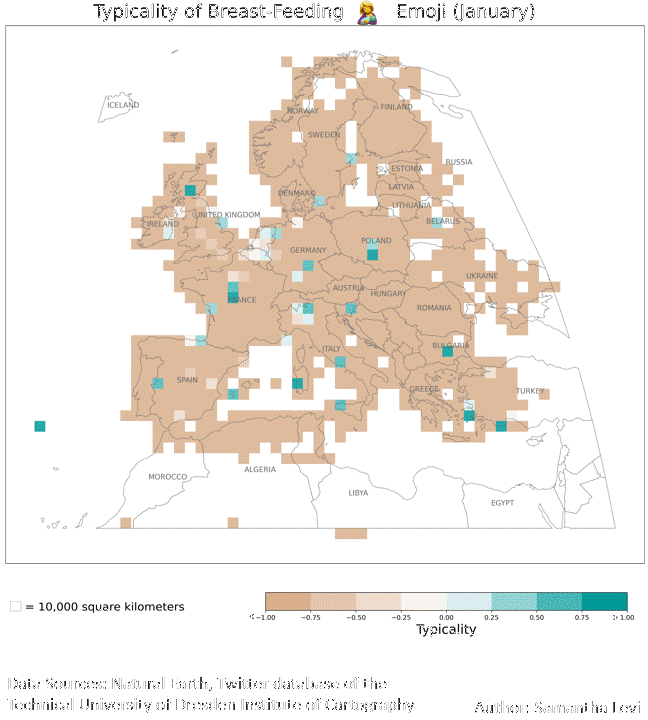 Typicality of Breast-Feeding 🤱 Emoji (January)
ICELAND
NORWAY
FINLAND
SWEDEN
RUSSIA
ESTONIA
LATVIA
DENMARK
LITHUANIA
UNITED KINGDOM
IRELAND
BELARUS
POLAND
GERMANY
UKRAINE
AUSTRIA
HUNGARY
FRANCE
ROMANIA
ITALY
BULGARIA
SPAIN
GREECE
TURKEY
ALGERIA
MOROCCO
LIBYA
EGYPT
= 10,000 square kilometers
<-1.00 -0.75 -0.50 -0.25 0.00 0.25 0.50 0.75 >1.00
Typicality
Data Sources: Natural Earth, Twitter database of the
Technical University of Dresden Institute of Cartography
Author: Samantha Levi